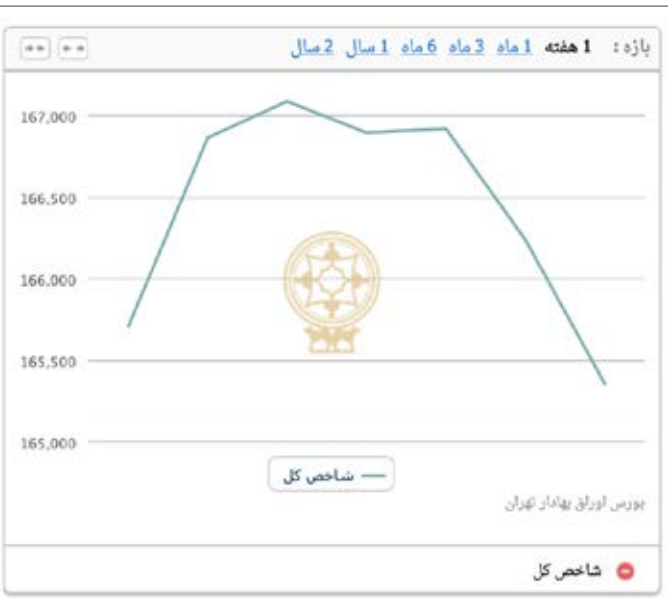 بازه : 1 هفته 1 ماه 3 ماه 6 ماه 1 سال 2 سال
167,000
166,500
166,000
165,500
165,000
شاخص کل
بورس اوراق بهادار تهران
شاخص کل